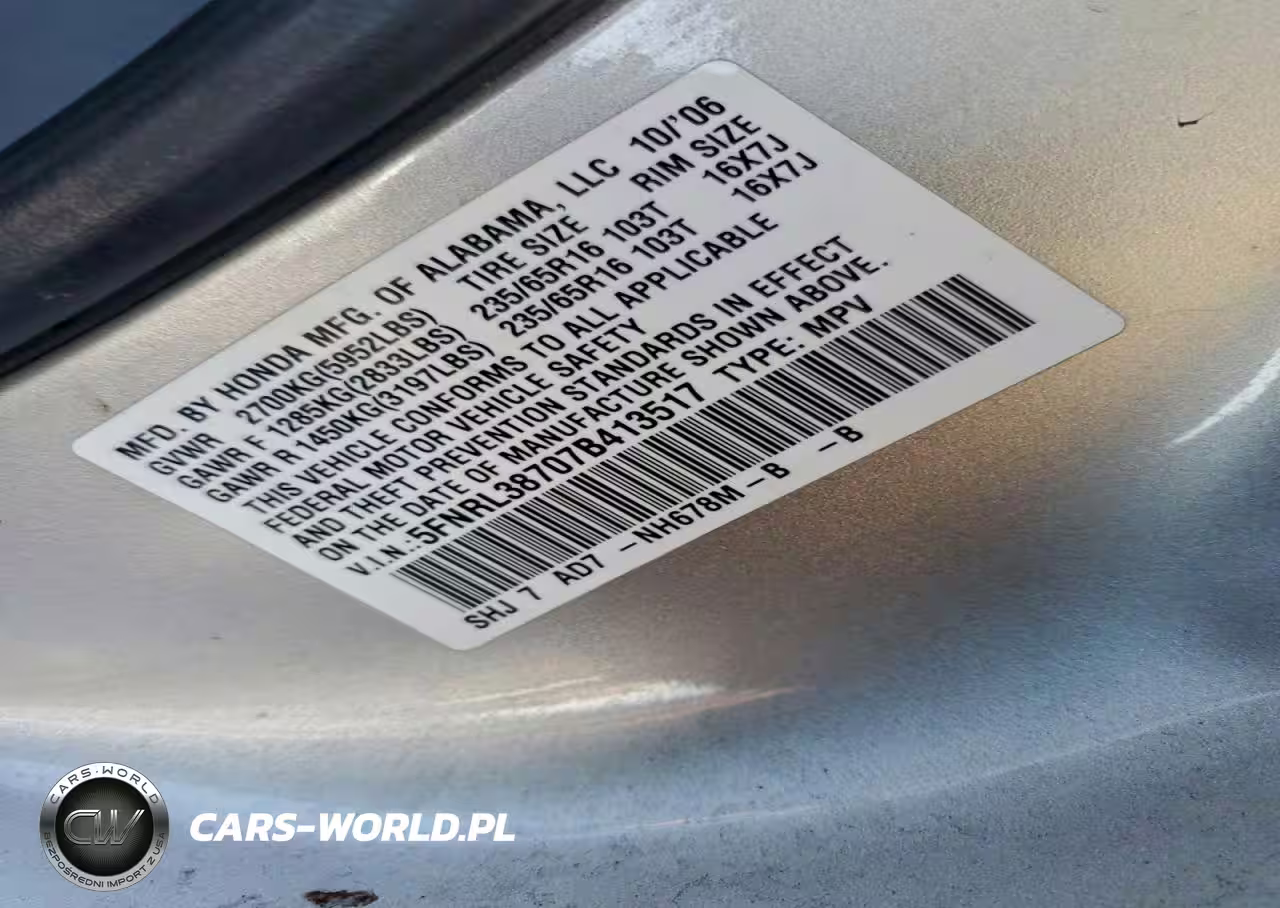 MFD. BY HONDA MFG. OF ALABAMA, LLC 10/'06
GVWR 2700KG(5952LBS) TIRE SIZE RIM SIZE
GAWR F 1285KG(2833LBS) 235/65R16 103T 16X7J
GAWR R 1450KG(3197LBS) 235/65R16 103T 16X7J
THIS VEHICLE CONFORMS TO ALL APPLICABLE
FEDERAL MOTOR VEHICLE SAFETY
AND THEFT PREVENTION STANDARDS IN EFFECT
ON THE DATE OF MANUFACTURE SHOWN ABOVE.
V.I.N.:5FNRL38707B413517 TYPE: MPV
SHJ 7 AD7 -NH678M-B -B
CARS·WORLD
CW
BEZPOŚREDNI IMPORT Z USA
CARS-WORLD.PL